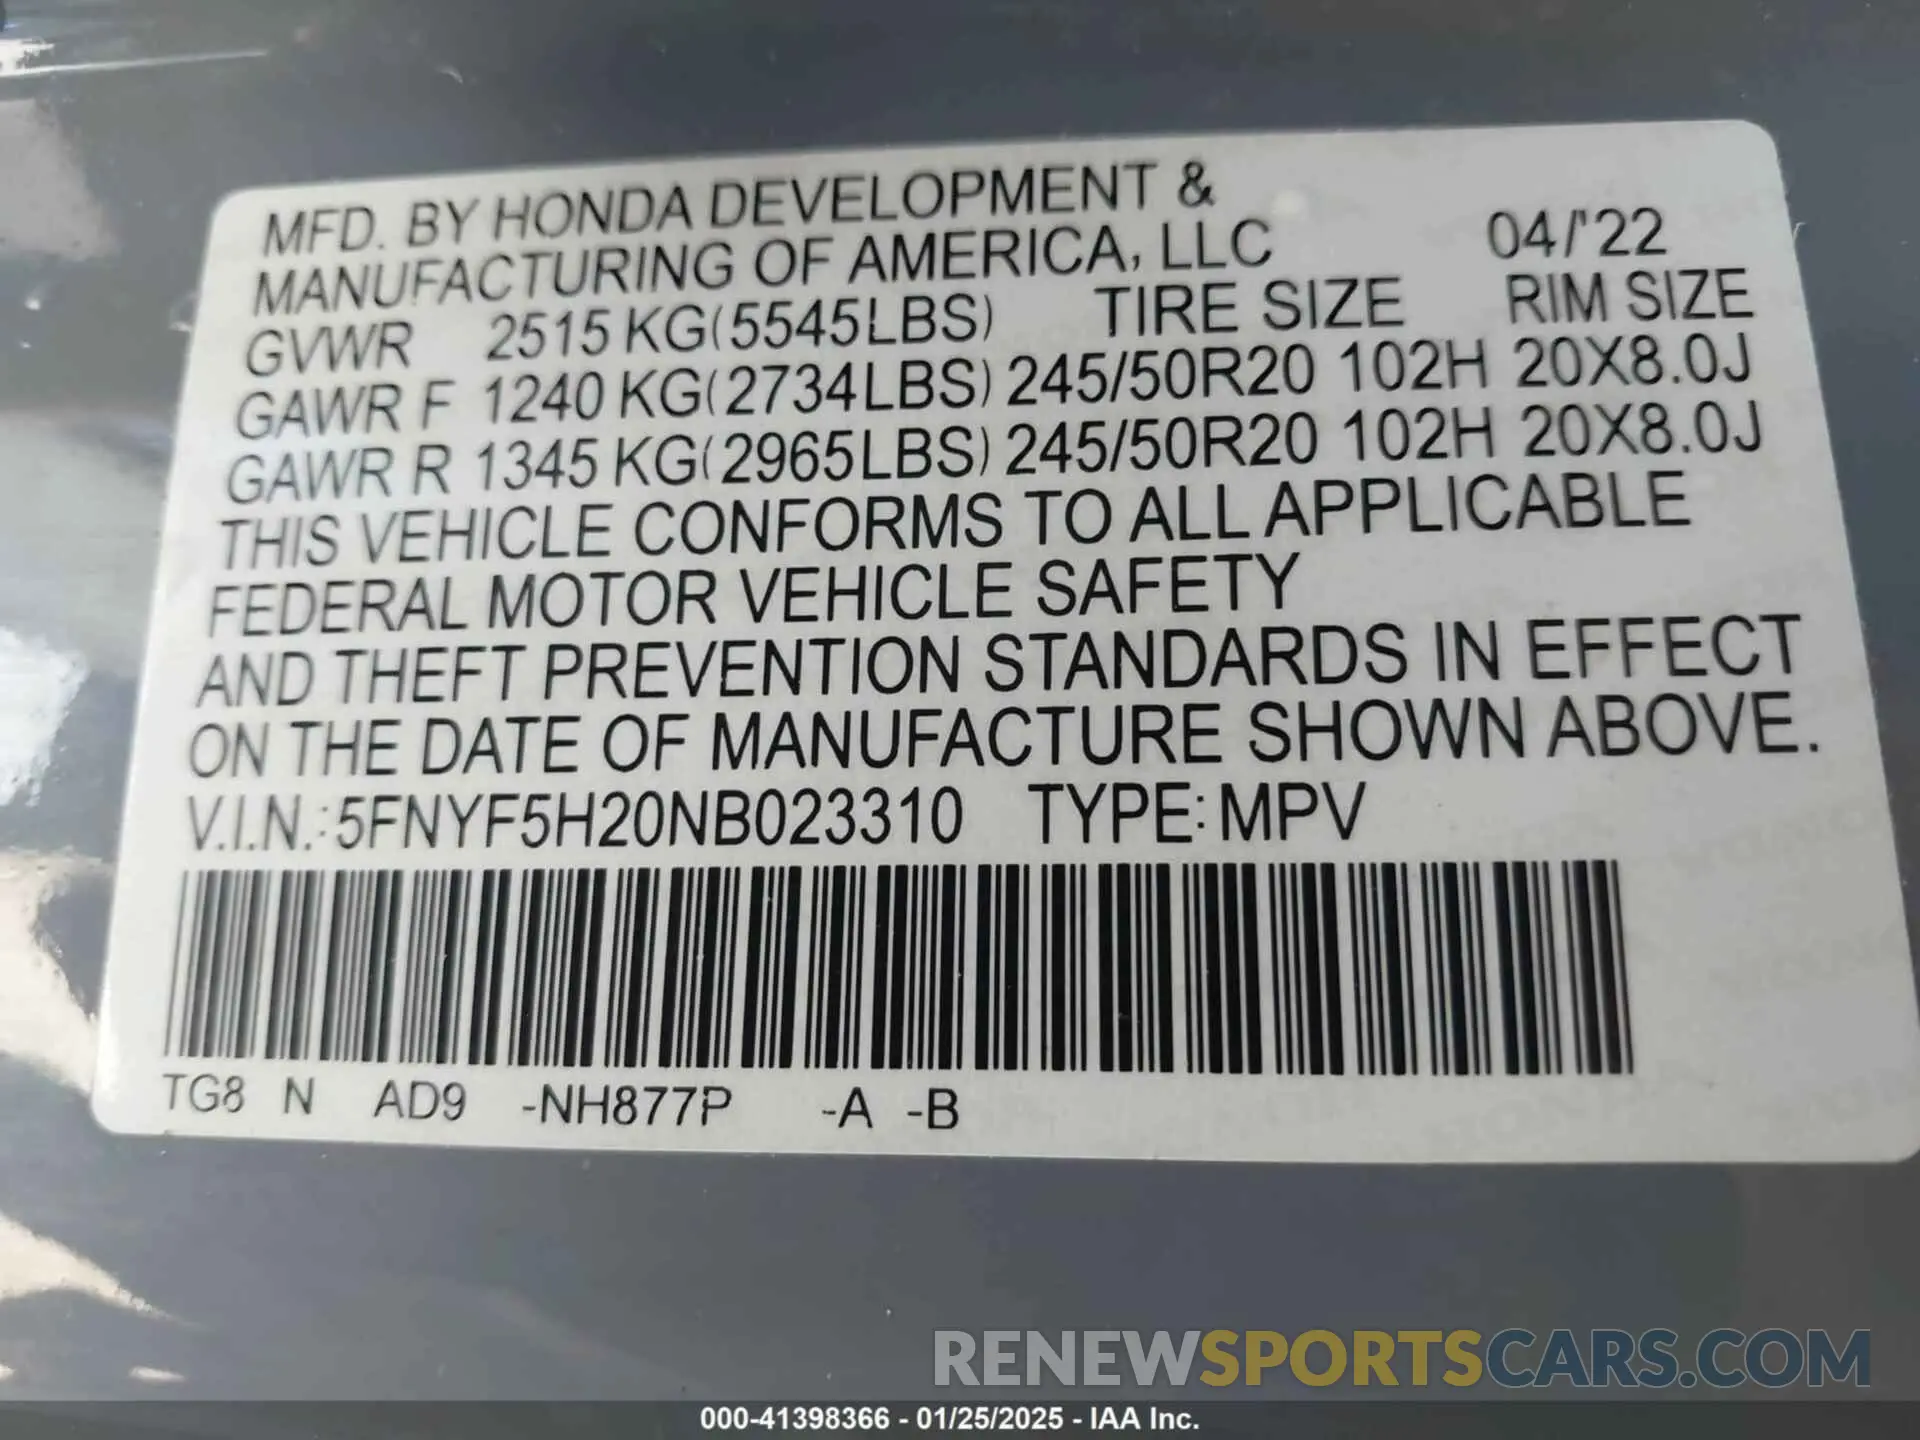 MFD. BY HONDA DEVELOPMENT &
MANUFACTURING OF AMERICA, LLC 04/'22
GVWR 2515 KG(5545LBS) TIRE SIZE RIM SIZE
GAWR F 1240 KG(2734LBS) 245/50R20 102H 20X8.0J
GAWR R 1345 KG(2965LBS) 245/50R20 102H 20X8.0J
THIS VEHICLE CONFORMS TO ALL APPLICABLE
FEDERAL MOTOR VEHICLE SAFETY
AND THEFT PREVENTION STANDARDS IN EFFECT
ON THE DATE OF MANUFACTURE SHOWN ABOVE.
V.I.N.:5FNYF5H20NB023310 TYPE:MPV
TG8 N AD9 -NH877P -A -B
RENEWSPORTSCARS.COM
000-41398366 - 01/25/2025 - IAA Inc.